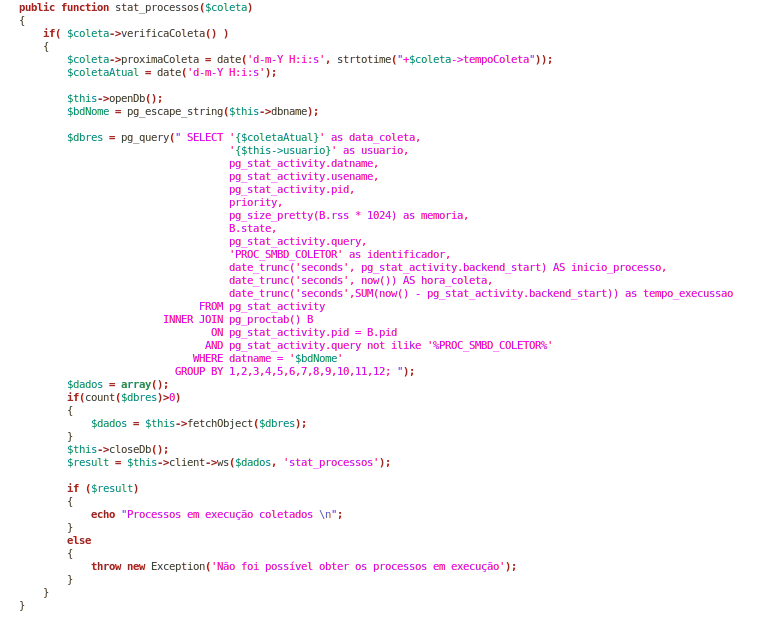 public function stat_processos($coleta)
{
    if( $coleta->verificaColeta() )
    {
        $coleta->proximaColeta = date('d-m-Y H:i:s', strtotime("+$coleta->tempoColeta"));
        $coletaAtual = date('d-m-Y H:i:s');

        $this->openDb();
        $bdNome = pg_escape_string($this->dbname);

        $dbres = pg_query(" SELECT '{$coletaAtual}' as data_coleta,
                                   '{$this->usuario}' as usuario,
                                   pg_stat_activity.datname,
                                   pg_stat_activity.usename,
                                   pg_stat_activity.pid,
                                   priority,
                                   pg_size_pretty(B.rss * 1024) as memoria,
                                   B.state,
                                   pg_stat_activity.query,
                                   'PROC_SMBD_COLETOR' as identificador,
                                   date_trunc('seconds', pg_stat_activity.backend_start) AS inicio_processo,
                                   date_trunc('seconds', now()) AS hora_coleta,
                                   date_trunc('seconds',SUM(now() - pg_stat_activity.backend_start)) as tempo_execussao
                              FROM pg_stat_activity
                        INNER JOIN pg_proctab() B
                                ON pg_stat_activity.pid = B.pid
                               AND pg_stat_activity.query not ilike '%PROC_SMBD_COLETOR%'
                             WHERE datname = '$bdNome'
                          GROUP BY 1,2,3,4,5,6,7,8,9,10,11,12; ");
        $dados = array();
        if(count($dbres)>0)
        {
            $dados = $this->fetchObject($dbres);
        }
        $this->closeDb();
        $result = $this->client->ws($dados, 'stat_processos');

        if ($result)
        {
            echo "Processos em execução coletados \n";
        }
        else
        {
            throw new Exception('Não foi possível obter os processos em execução');
        }
    }
}